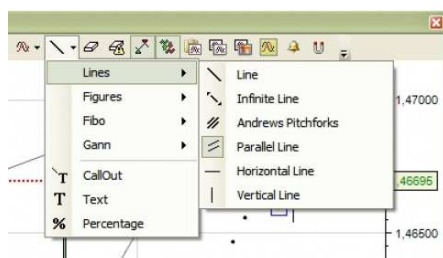 Lines
Figures
Fibo
Gann
CallOut
Text
Percentage
Line
Infinite Line
Andrews Pitchforks
Parallel Line
Horizontal Line
Vertical Line
1,47000
,46695
1,46500